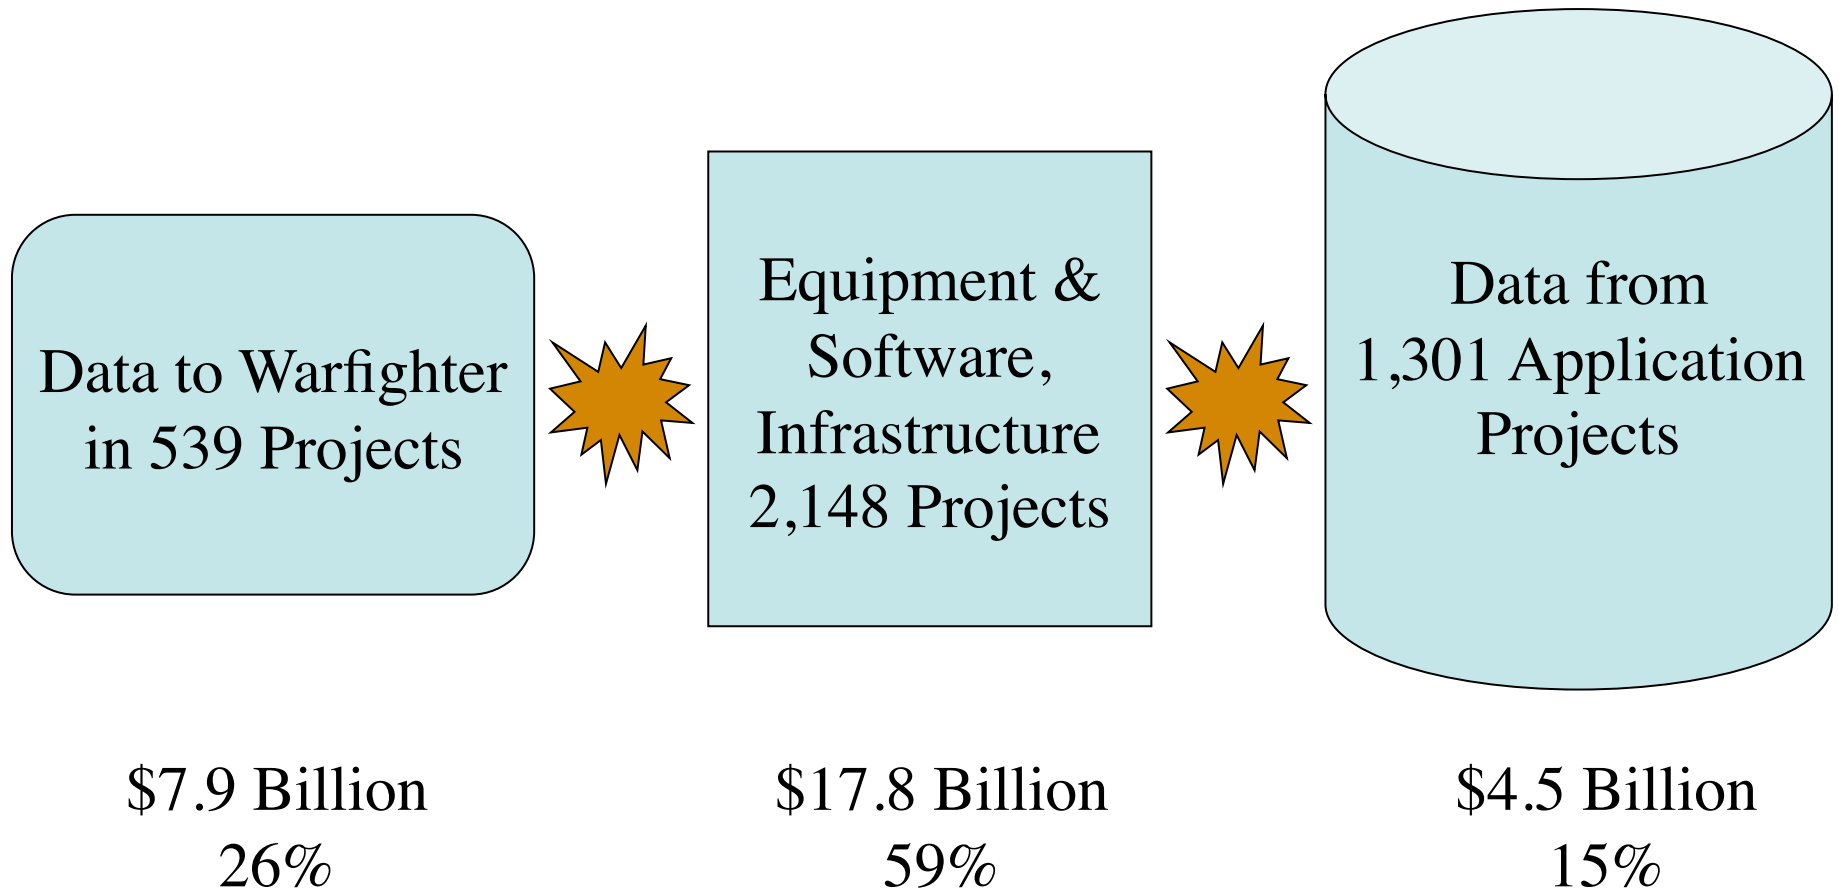 Data to Warfighter
in 539 Projects
Equipment &
Software,
Infrastructure
2,148 Projects
Data from
1,301 Application
Projects
$7.9 Billion
26%
$17.8 Billion
59%
$4.5 Billion
15%